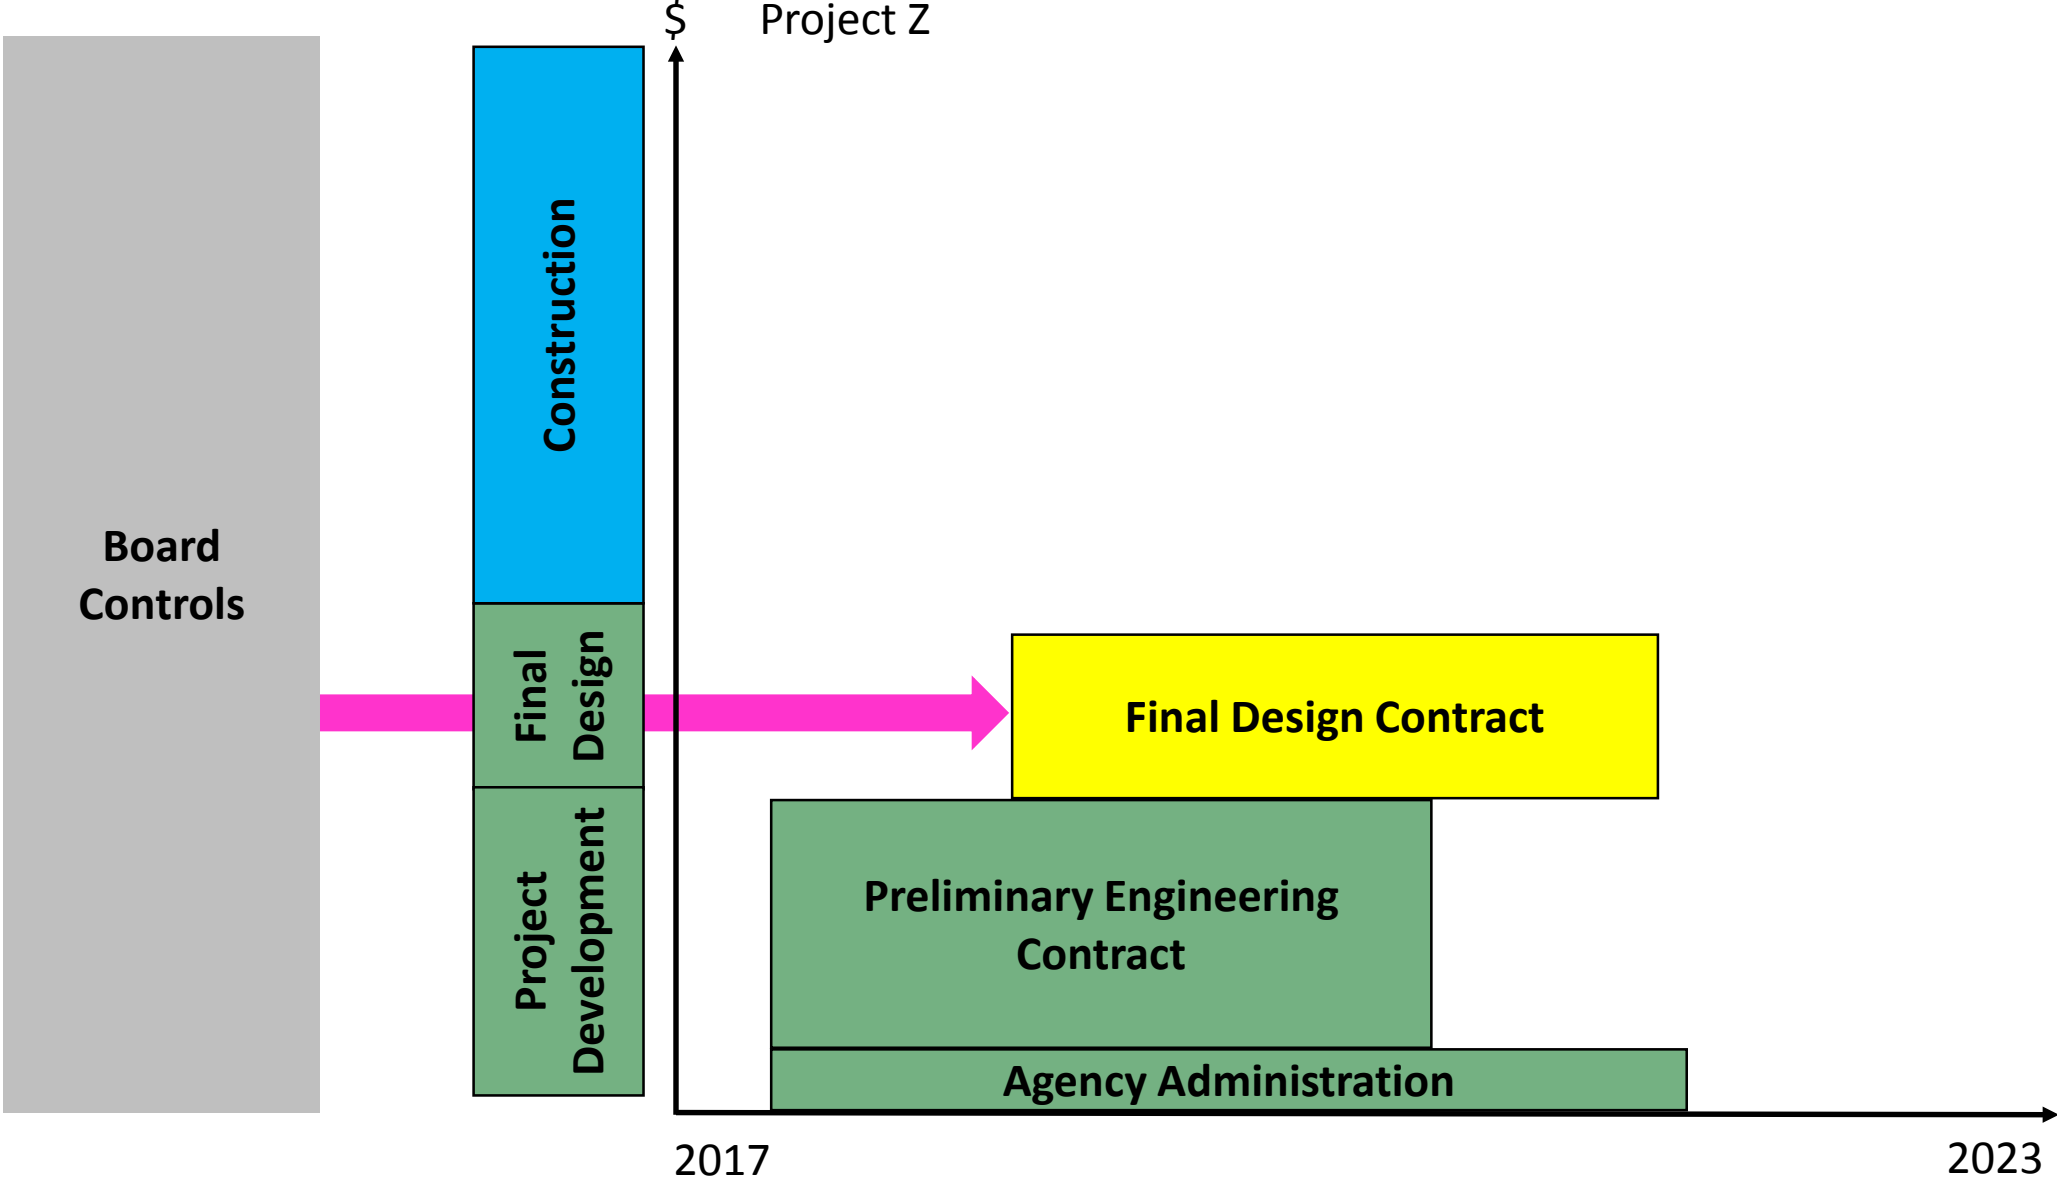 $
Project Z
Board
Controls
Construction
Final
Design
Project
Development
Final Design Contract
Preliminary Engineering
Contract
Agency Administration
2017
2023